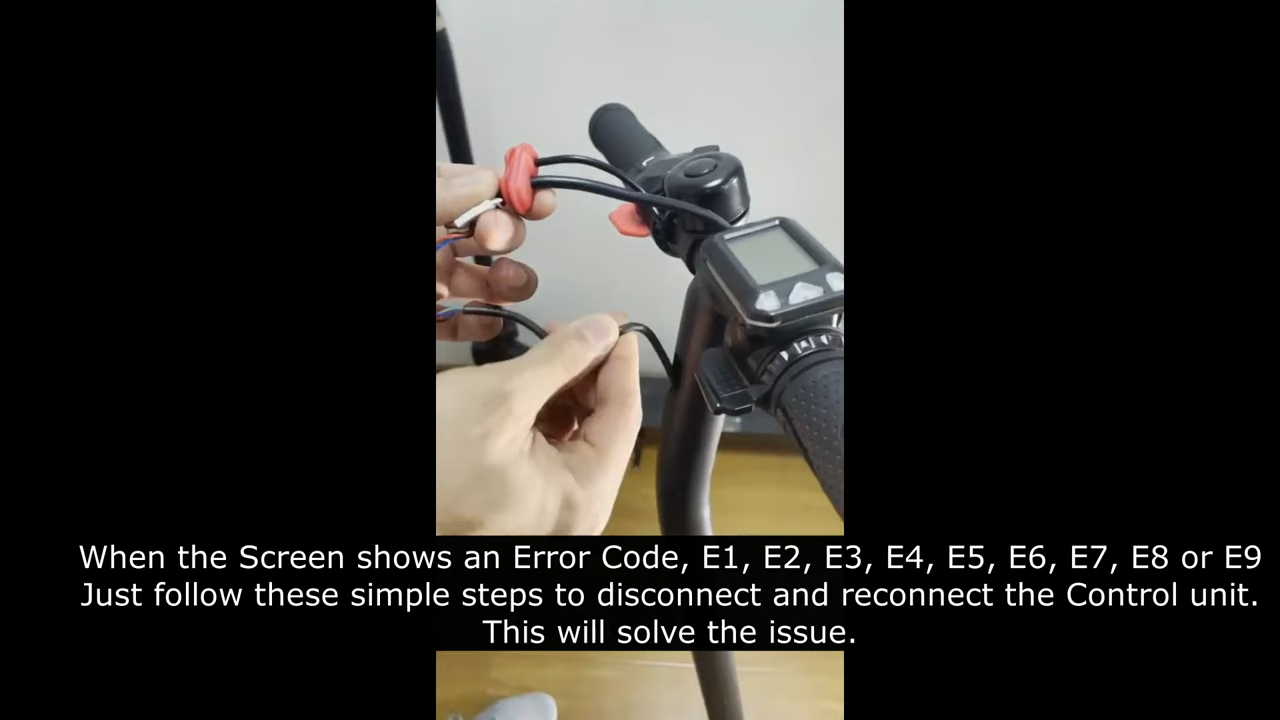 When the Screen shows an Error Code, E1, E2, E3, E4, E5, E6, E7, E8 or E9
Just follow these simple steps to disconnect and reconnect the Control unit.
This will solve the issue.